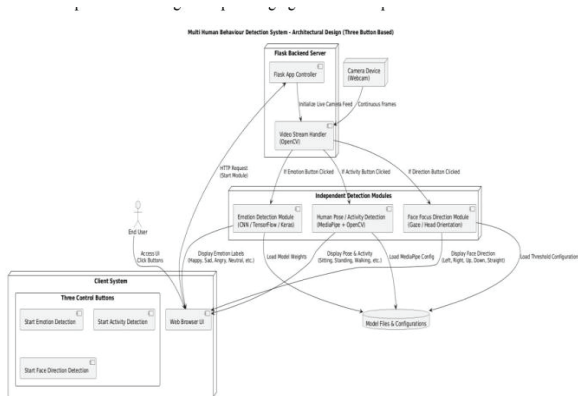 Multi Human Behaviour Detection System - Architectural Design (Three Button Based)
Flask Backend Server
Flask App Controller
Camera Device
(Webcam)
Initialize Live Camera Feed
Continuous Frames
Video Stream Handler
(OpenCV)
HTTP Request
(Start Module)
If Emotion Button Clicked
If Activity Button Clicked
If Direction Button Clicked
Independent Detection Modules
Emotion Detection Module
(CNN / TensorFlow / Keras)
Human Pose / Activity Detection
(MediaPipe + OpenCV)
Face Focus Direction Module
(Gaze / Head Orientation)
End User
Access UI
Click Buttons
Display Emotion Labels
(Happy, Sad, Angry, Neutral, etc.)
Load Model Weights
Display Pose & Activity
(Sitting, Standing, Walking, etc.)
Load MediaPipe Config
Display Face Direction
(Left, Right, Up, Down, Straight)
Load Threshold Configuration
Client System
Three Control Buttons
Start Emotion Detection
Start Activity Detection
Web Browser UI
Model Files & Configurations
Start Face Direction Detection